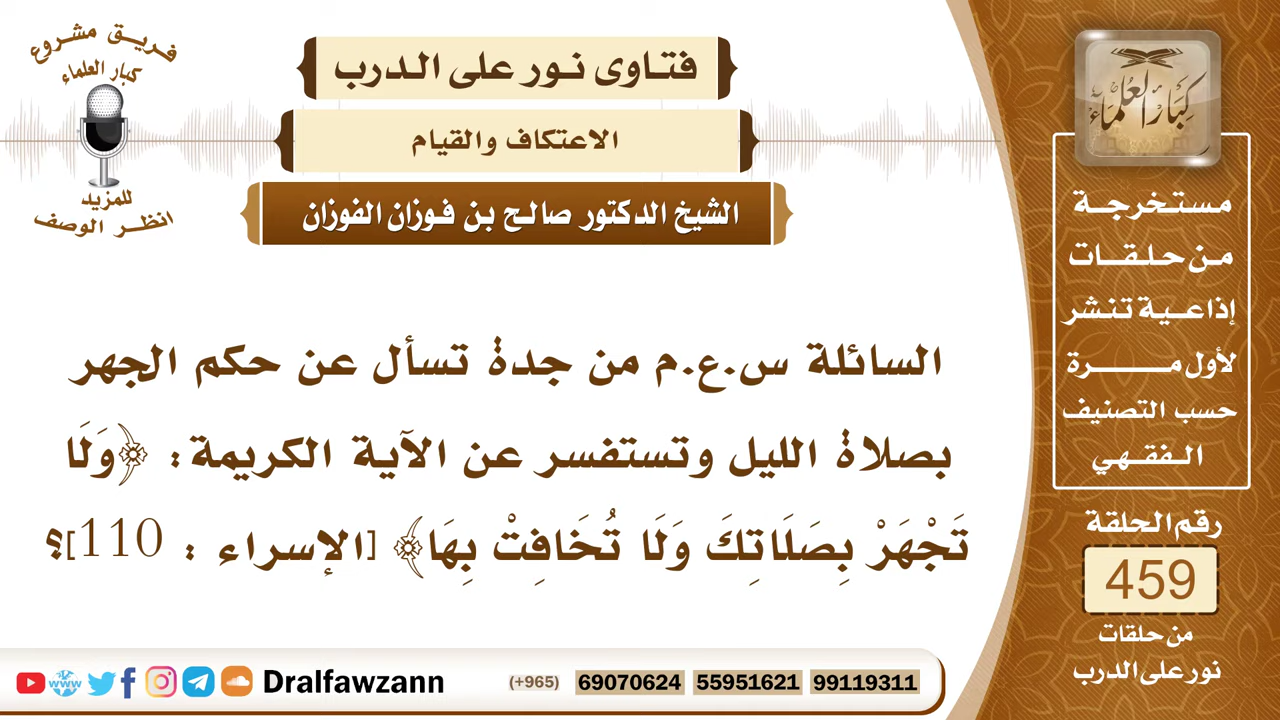 فريق مشروع
كبار العلماء
للمزيد
انظر الوصف
فتاوى نور على الدرب
الاعتكاف والقيام
الشيخ الدكتور صالح بن فوزان الفوزان
السائلة س.ع.م من جدة تسأل عن حكم الجهر
بصلاة الليل وتستفسر عن الآية الكريمة: ﴿وَلَا
تَجْهَرْ بِصَلَاتِكَ وَلَا تُخَافِتْ بِهَا﴾ [الإسراء : 110]؟
كبار العلماء
مستخرجة
من حلقات
إذاعية تنشر
لأول مرة
حسب التصنيف
الفقهي
رقم الحلقة
459
من حلقات
نور على الدرب
www Dralfawzann (+965) 69070624 55951621 99119311